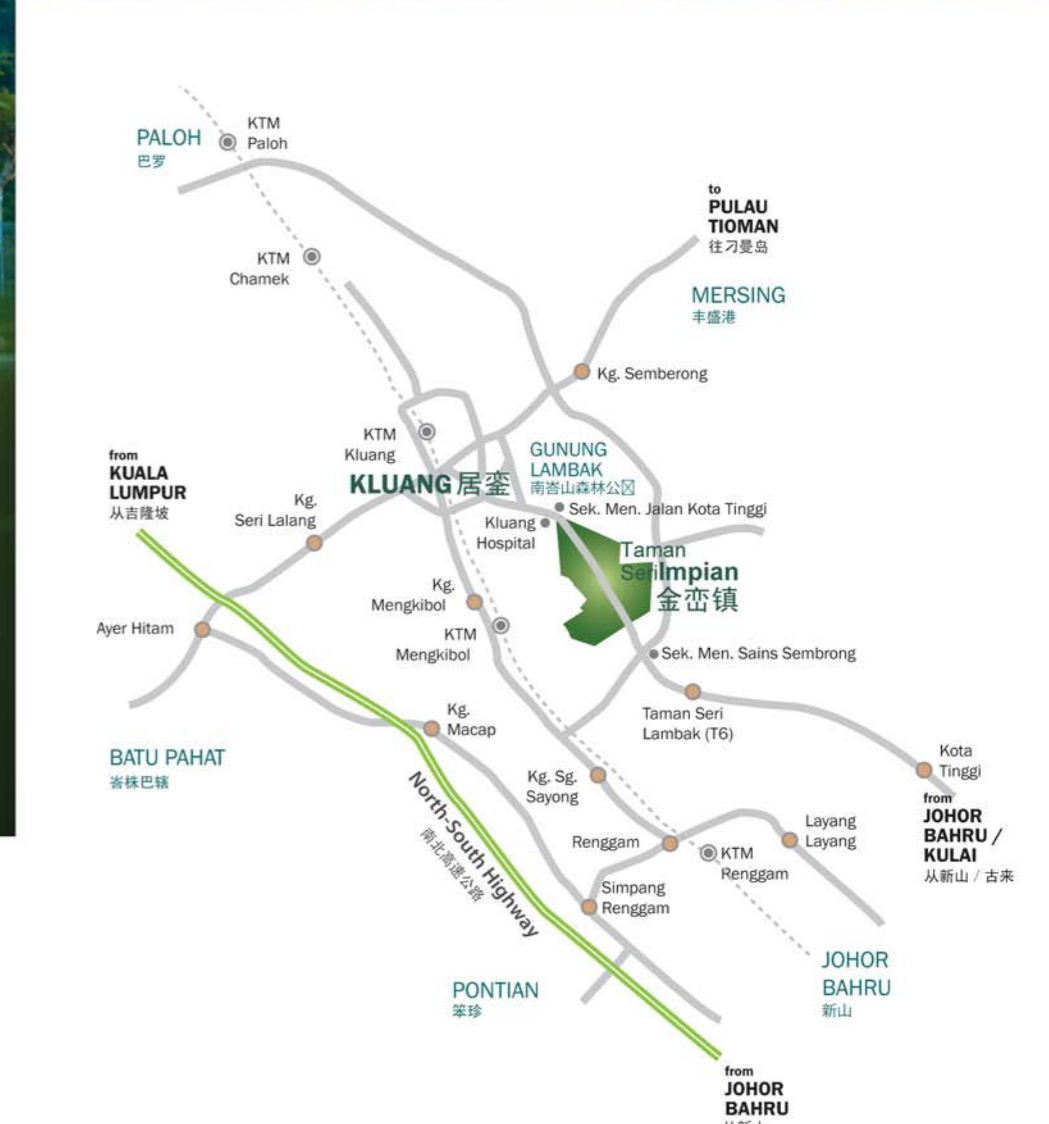 KTM
Paloh
PALOH
巴罗
to
PULAU
TIOMAN
往刁曼岛
KTM
Chamek
MERSING
丰盛港
Kg. Semberong
KTM
Kluang
GUNUNG
LAMBAK
南峇山森林公
from
KUALA
LUMPUR
从吉隆坡
KLUANG 居銮
Kg.
Seri Lalang
Sek. Men. Jalan Kota Tinggi
Kluang
Hospital
Taman
SeriImpian
金峦镇
Kg.
Mengkibol
KTM
Mengkibol
Ayer Hitam
Sek. Men. Sains Sembrong
Taman Seri
Lambak (T6)
Kg.
Macap
BATU PAHAT
峇株巴辖
Kota
Tinggi
from
JOHOR
BAHRU /
KULAI
从新山 / 古来
Kg. Sg.
Sayong
North-South Highway
南北高速公路
Layang
Layang
Renggam
KTM
Renggam
Simpang
Renggam
JOHOR
BAHRU
新山
PONTIAN
笨珍
from
JOHOR
BAHRU